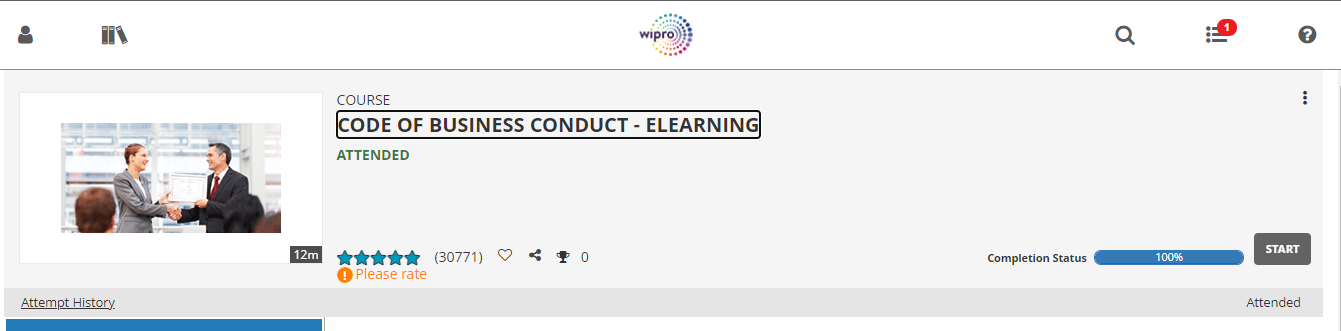 wipro
1
COURSE
CODE OF BUSINESS CONDUCT - ELEARNING
ATTENDED
12m
(30771)
0
Please rate
Completion Status
100%
START
Attempt History
Attended